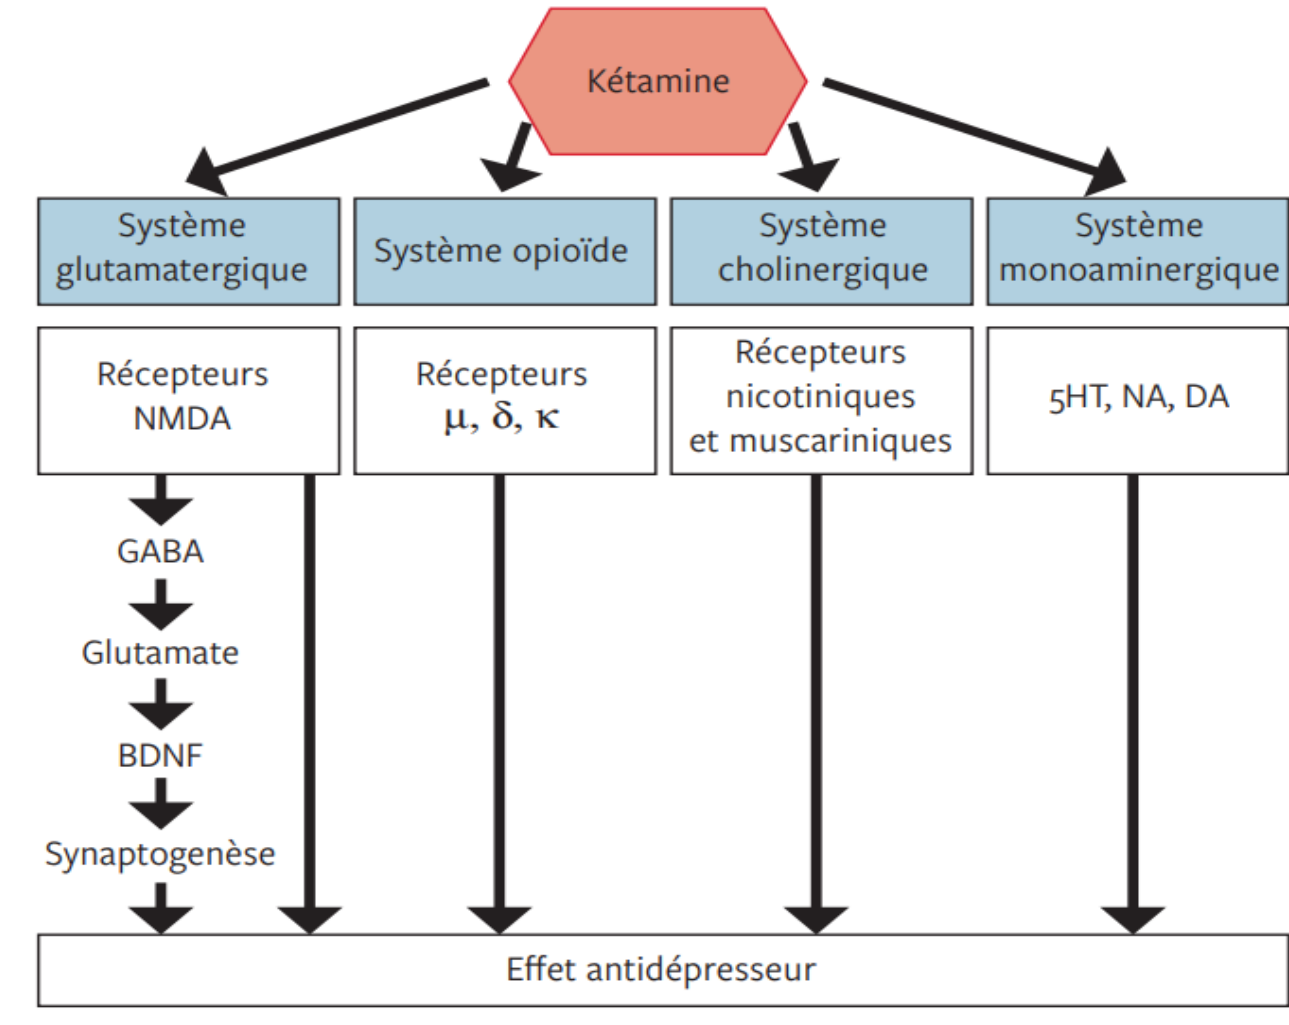 Kétamine
Système
glutamatergique
Système opioïde
Système
cholinergique
Système
monoaminergique
Récepteurs
NMDA
Récepteurs
μ, δ, κ
Récepteurs
nicotiniques
et muscariniques
5HT, NA, DA
GABA
Glutamate
BDNF
Synaptogenèse
Effet antidépresseur